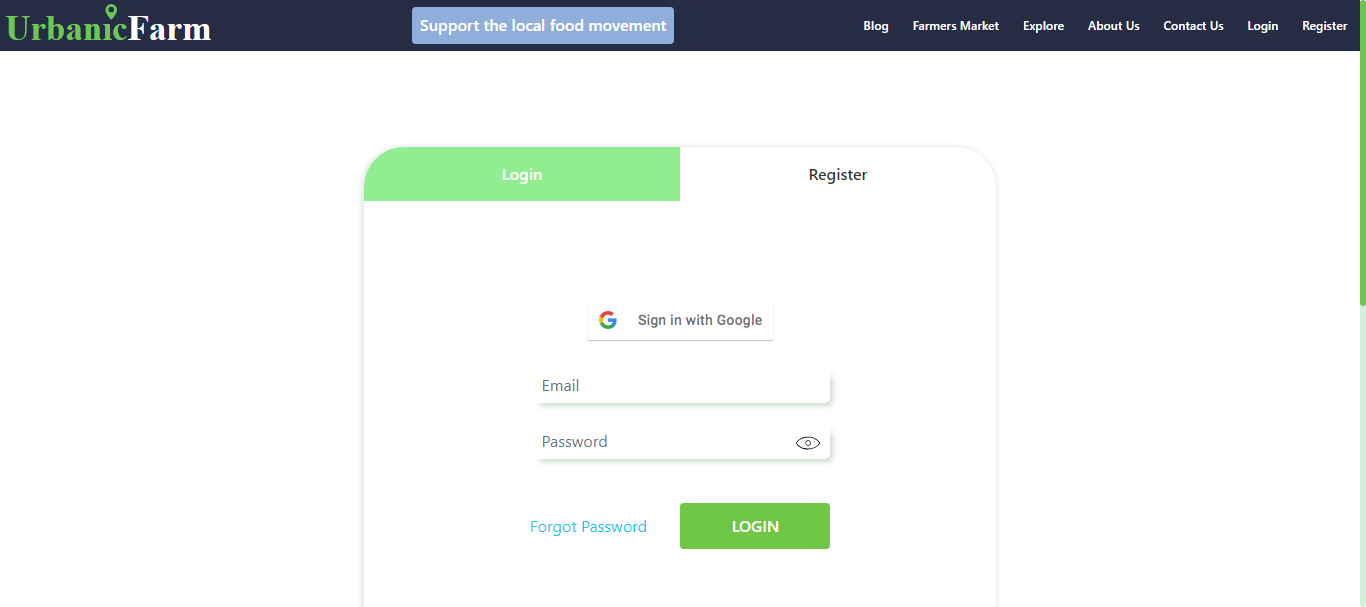 UrbanicFarm
Support the local food movement
Blog Farmers Market Explore About Us Contact Us Login Register
Login Register
Sign in with Google
Email
Password
Forgot Password LOGIN